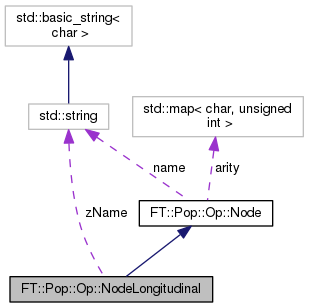 std::basic_string<
char >
std::string
std::map< char, unsigned
int >
name
arity
zName
FT::Pop::Op::Node
FT::Pop::Op::NodeLongitudinal